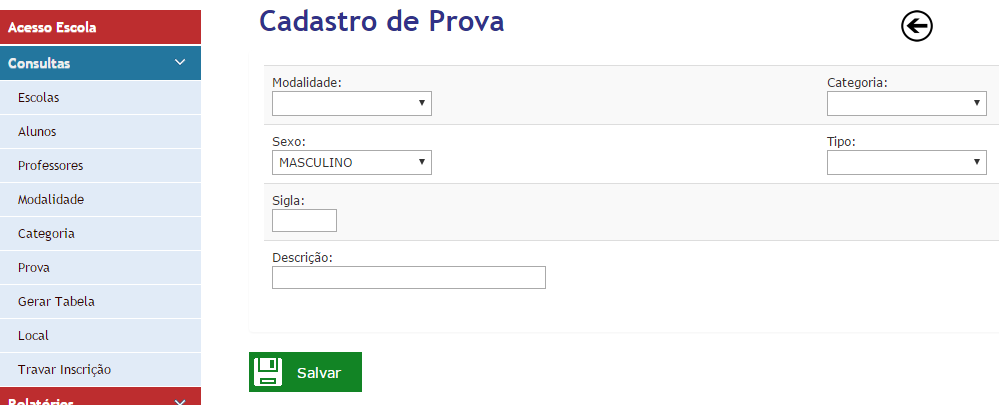 Acesso Escola
Consultas
Escolas
Alunos
Professores
Modalidade
Categoria
Prova
Gerar Tabela
Local
Travar Inscrição
Relatórios
Cadastro de Prova
Modalidade:
Categoria:
Sexo:
MASCULINO
Tipo:
Sigla:
Descrição:
Salvar